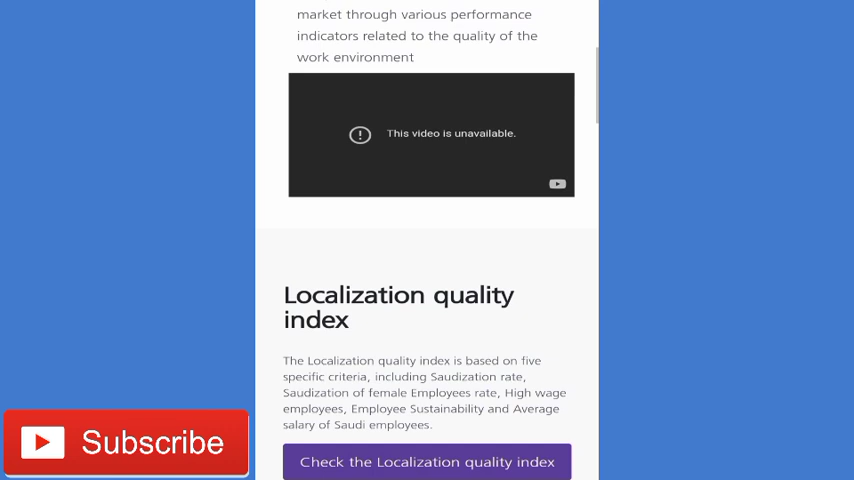 market through various performance
indicators related to the quality of the
work environment
This video is unavailable.
Localization quality
index
The Localization quality index is based on five
specific criteria, including Saudization rate,
Saudization of female Employees rate, High wage
employees, Employee Sustainability and Average
salary of Saudi employees.
Check the Localization quality index
Subscribe